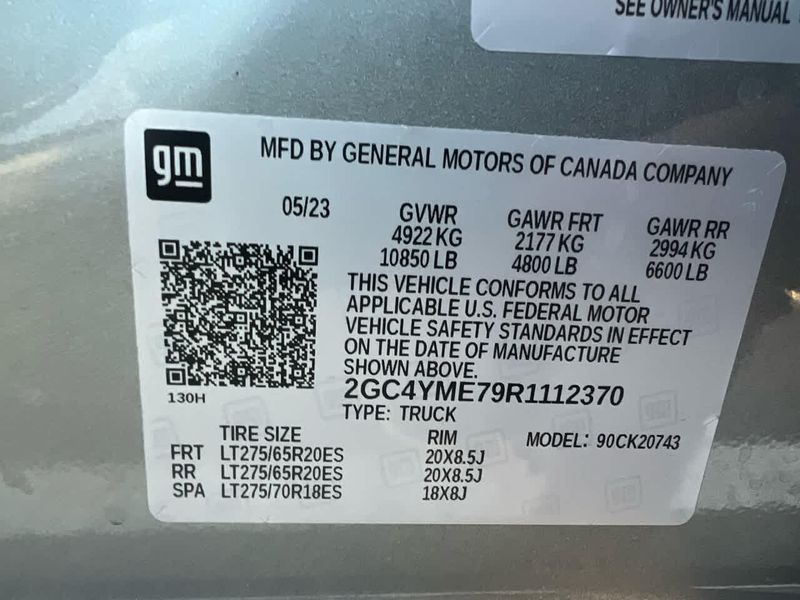 SEE OWNER'S MANUAL
gm
MFD BY GENERAL MOTORS OF CANADA COMPANY
05/23 GVWR GAWR FRT GAWR RR
4922 KG 2177 KG 2994 KG
10850 LB 4800 LB 6600 LB
THIS VEHICLE CONFORMS TO ALL
APPLICABLE U.S. FEDERAL MOTOR
VEHICLE SAFETY STANDARDS IN EFFECT
ON THE DATE OF MANUFACTURE
SHOWN ABOVE.
130H
2GC4YME79R1112370
TYPE: TRUCK
TIRE SIZE RIM MODEL: 90CK20743
FRT LT275/65R20ES 20X8.5J
RR LT275/65R20ES 20X8.5J
SPA LT275/70R18ES 18X8J